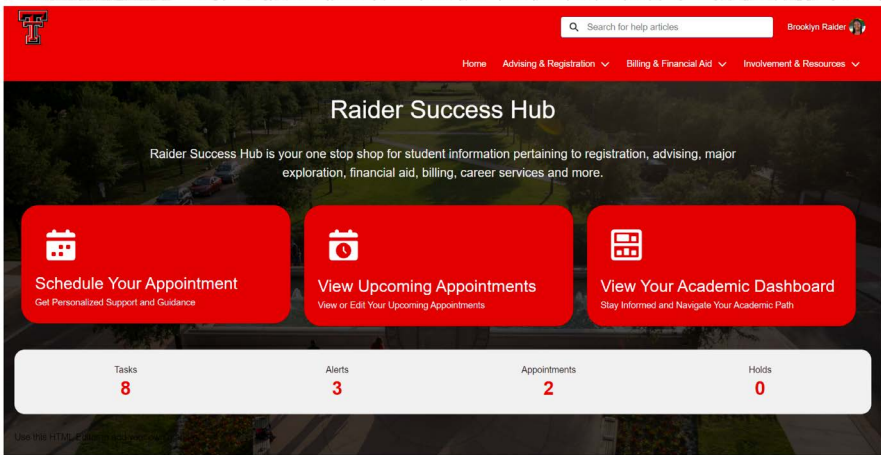 Search for help articles
Brooklyn Raider
Home Advising & Registration Billing & Financial Aid Involvement & Resources
Raider Success Hub
Raider Success Hub is your one stop shop for student information pertaining to registration, advising, major
exploration, financial aid, billing, career services and more.
Schedule Your Appointment
Get Personalized Support and Guidance
View Upcoming Appointments
View or Edit Your Upcoming Appointments
View Your Academic Dashboard
Stay Informed and Navigate Your Academic Path
Tasks
8
Alerts
3
Appointments
2
Holds
0
Use this HTML